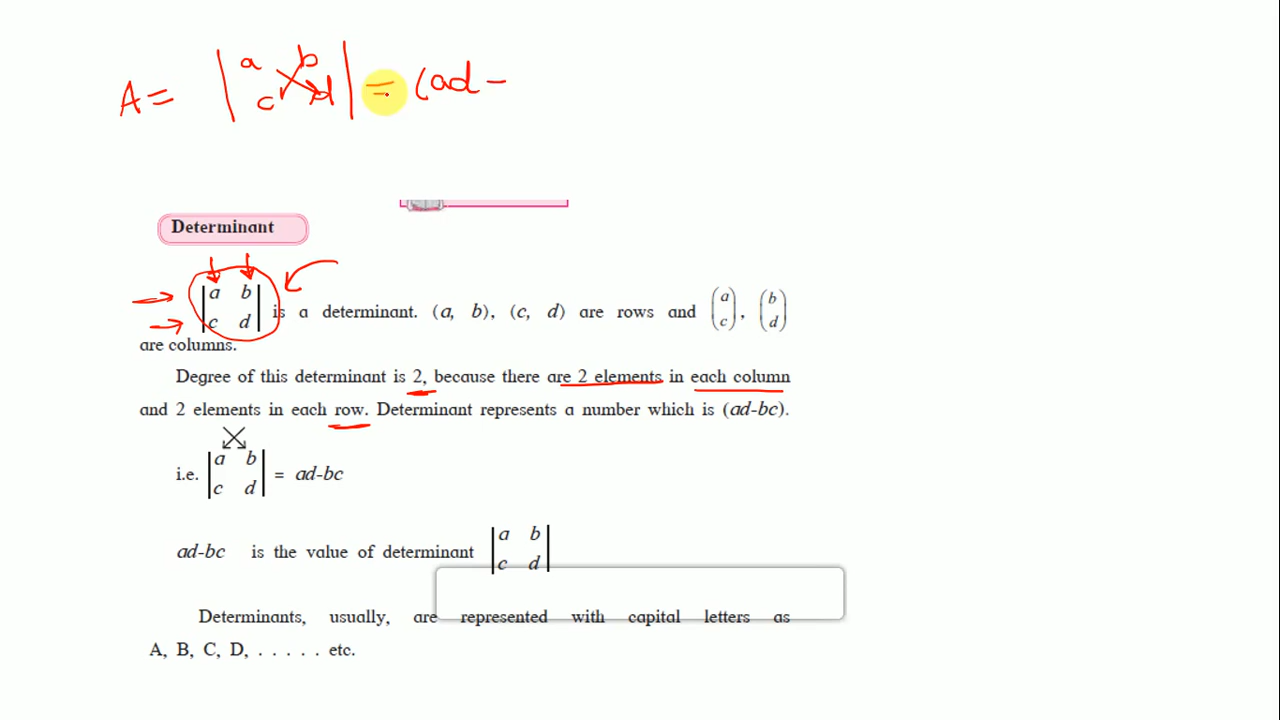 A = | a b | = (ad -
| c d |
Determinant
| a b |
| c d | is a determinant. (a, b), (c, d) are rows and (a c), (b d)
are columns.
Degree of this determinant is 2, because there are 2 elements in each column
and 2 elements in each row. Determinant represents a number which is (ad-bc).
i.e. | a b | = ad-bc
| c d |
ad-bc is the value of determinant | a b |
| c d |
Determinants, usually, are represented with capital letters as
A, B, C, D, . . . . . etc.